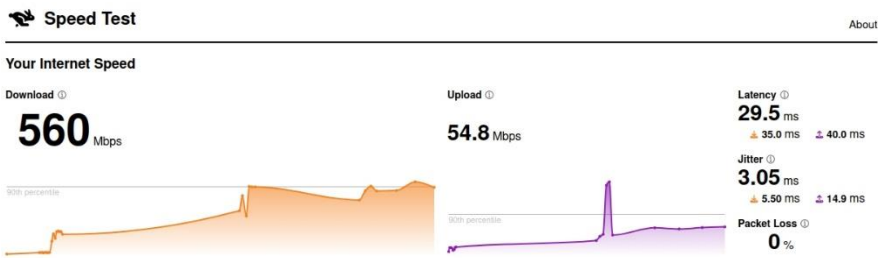 Speed Test
About
Your Internet Speed
Download
560 Mbps
90th percentile
Upload
54.8 Mbps
90th percentile
Latency
29.5 ms
35.0 ms 40.0 ms
Jitter
3.05 ms
5.50 ms 14.9 ms
Packet Loss
0 %